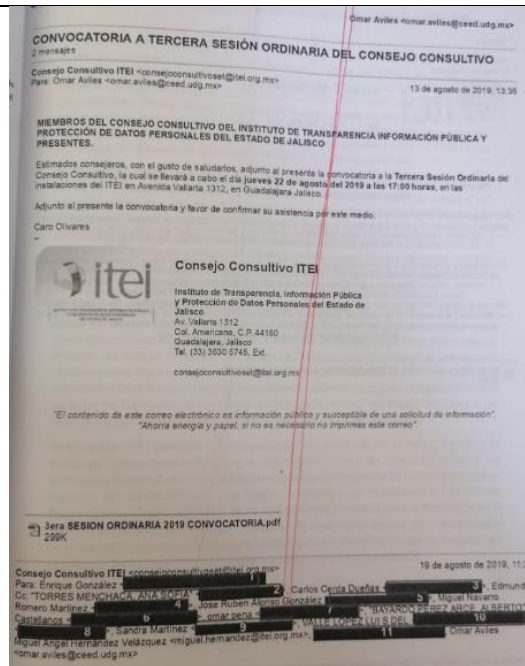 Omar Aviles <omar.aviles@ceed.udg.mx>
CONVOCATORIA A TERCERA SESIÓN ORDINARIA DEL CONSEJO CONSULTIVO
2 mensajes
Consejo Consultivo ITEI <consejoconsultivoset@itei.org.mx>
13 de agosto de 2019, 13:36
Para: Omar Aviles <omar.aviles@ceed.udg.mx>
MIEMBROS DEL CONSEJO CONSULTIVO DEL INSTITUTO DE TRANSPARENCIA INFORMACIÓN PÚBLICA Y
PROTECCIÓN DE DATOS PERSONALES DEL ESTADO DE JALISCO
PRESENTES.
Estimados consejeros, con el gusto de saludarlos, adjunto al presente la convocatoria a la Tercera Sesión Ordinaria del
Consejo Consultivo, la cual se llevará a cabo el día jueves 22 de agosto del 2019 a las 17:00 horas, en las
instalaciones del ITEI en Avenida Vallarta 1312, en Guadalajara Jalisco.
Adjunto al presente la convocatoria y favor de confirmar su asistencia por este medio.
Caro Olivares
--
itei
Consejo Consultivo ITEI
Instituto de Transparencia, Información Pública
y Protección de Datos Personales del Estado de
Jalisco
Av. Vallarta 1312
Col. Americana, C.P. 44160
Guadalajara, Jalisco
Tel. (33) 3630 5745, Ext.
consejoconsultivoset@itei.org.mx
"El contenido de este correo electrónico es información pública y susceptible de una solicitud de información".
"Ahorra energía y papel, si no es necesario no imprimas este correo".
3era SESION ORDINARIA 2019 CONVOCATORIA.pdf
299K
Consejo Consultivo ITEI <consejoconsultivoset@itei.org.mx>
19 de agosto de 2019, 11:
Para: Enrique González < 1 2 , Carlos Cerda Dueñas < 3 >, Edmund
Cc: "TORRES MENCHACA, ANA SOFIA"
Romero Martinez < 4 , Jose Ruben Alonso González < 5 >, Miguel Navarro
Castellanos < 6 >, omar pena < 7 >, "BAYARDO PEREZ ARCE, ALBERTO"
8 >, Sandra Martínez < 9 >, "VALLE LOPEZ LUIS DEL 10
Miguel Angel Hernández Velázquez <miguel.hernandez@itei.org.mx>, 11 Omar Aviles
<omar.aviles@ceed.udg.mx>